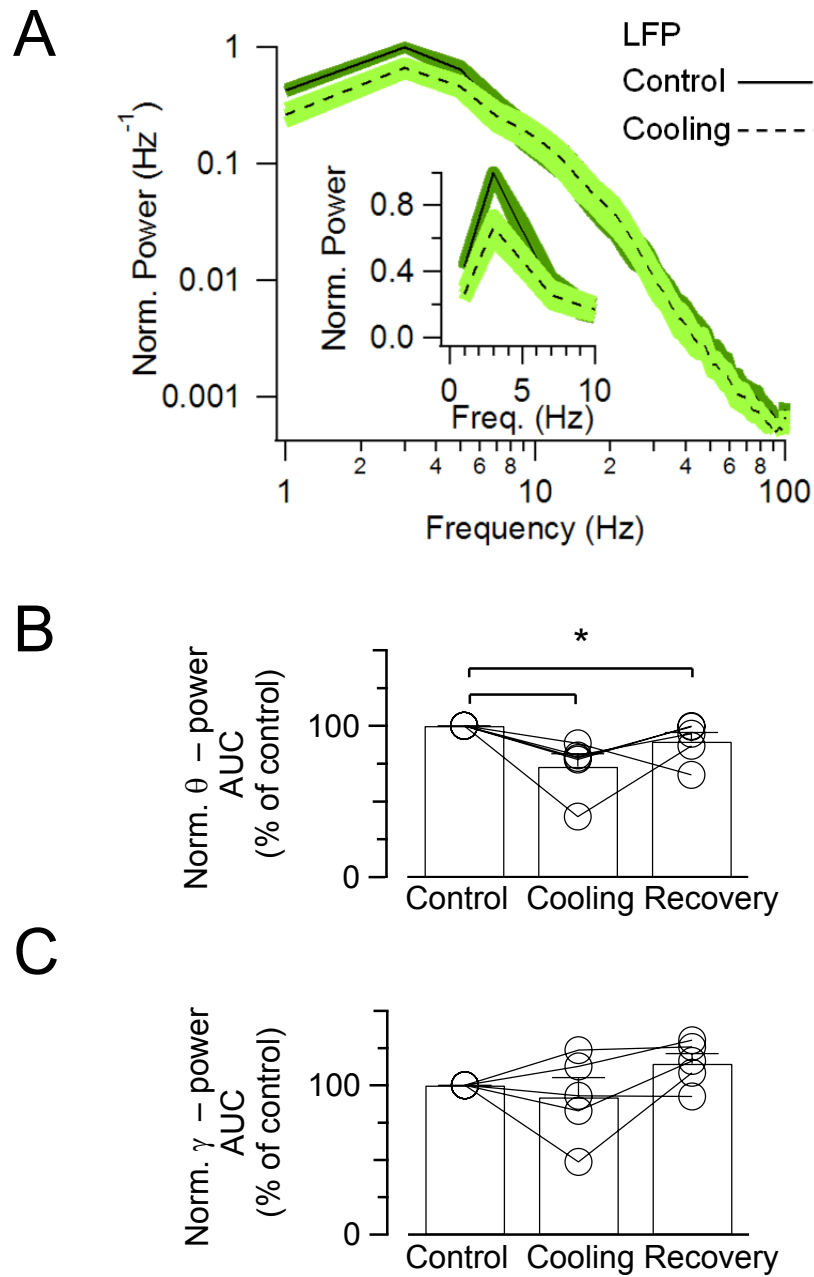 A
LFP
Control
Cooling
Norm. Power (Hz⁻¹)
1
0.1
0.01
0.001
Norm. Power
0.8
0.4
0.0
0 5 10
Freq. (Hz)
2 4 6 8 2 4 6 8
1 10 100
Frequency (Hz)
B
*
Norm. θ – power
AUC
(% of control)
100
0
Control Cooling Recovery
C
Norm. γ – power
AUC
(% of control)
100
0
Control Cooling Recovery